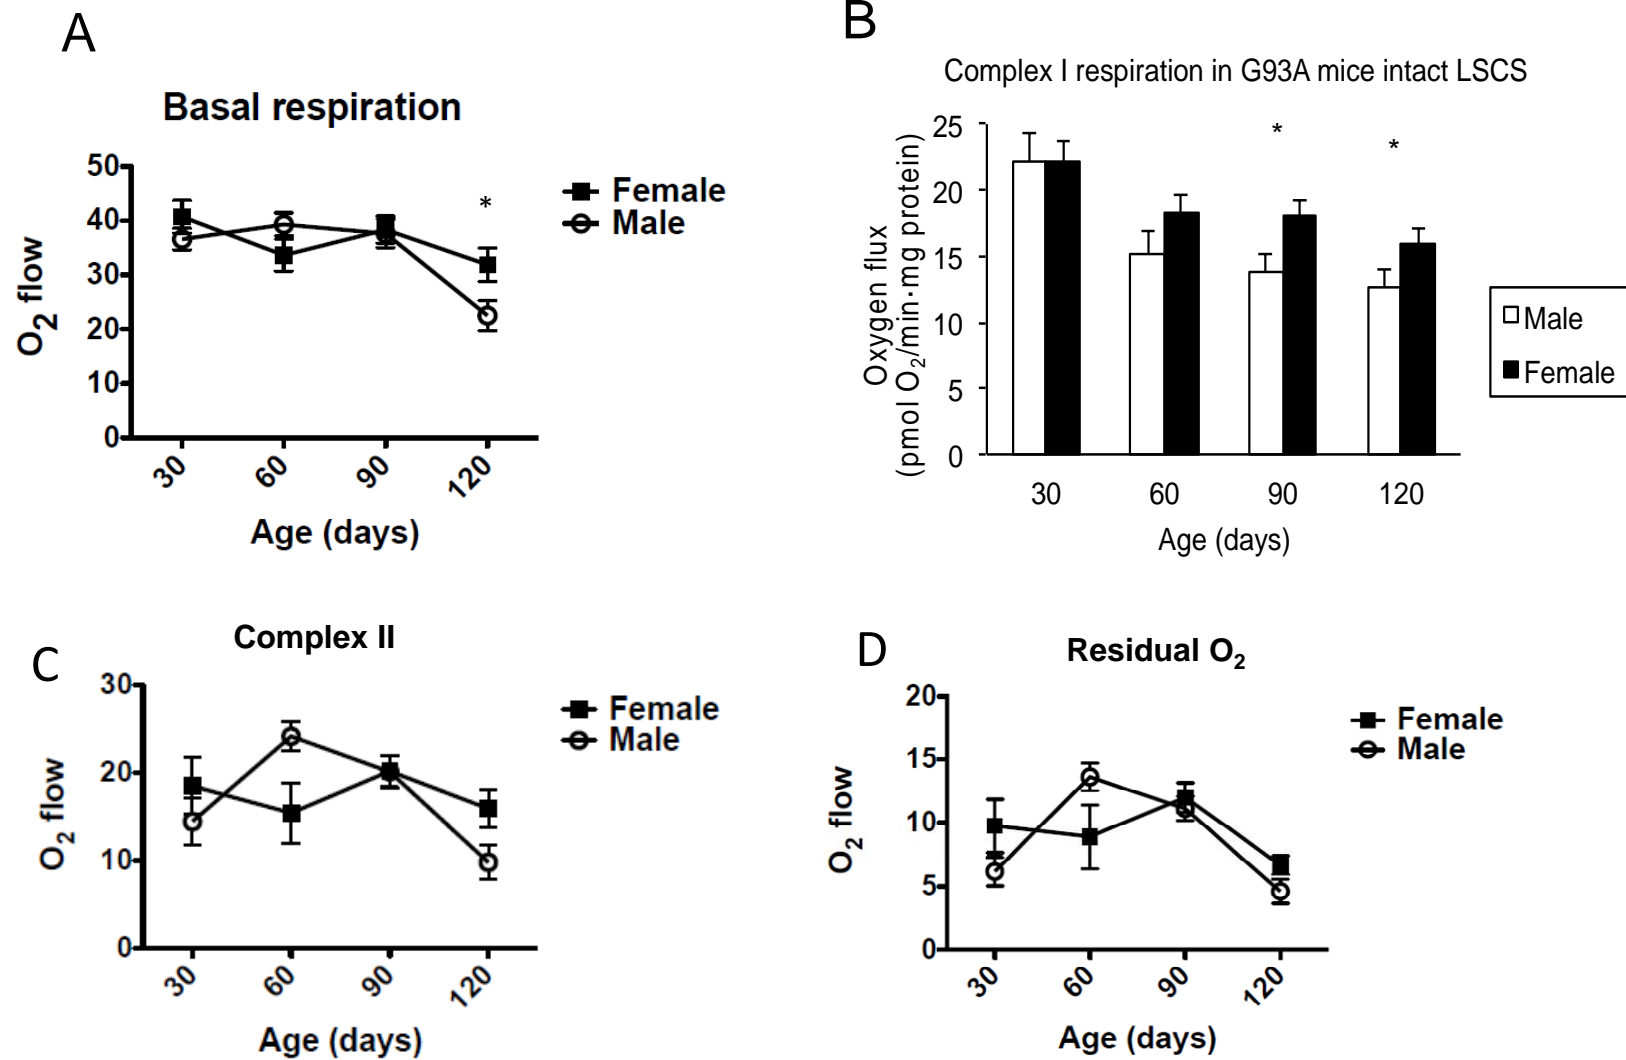 A
Basal respiration
50
40
30
20
10
0
O2 flow
30
60
90
120
Age (days)
*
Female
Male
B
Complex I respiration in G93A mice intact LSCS
25
20
15
10
5
0
Oxygen flux
(pmol O2/min·mg protein)
*
*
30
60
90
120
Age (days)
Male
Female
C
Complex II
30
20
10
0
O2 flow
30
60
90
120
Age (days)
Female
Male
D
Residual O2
20
15
10
5
0
O2 flow
30
60
90
120
Age (days)
Female
Male